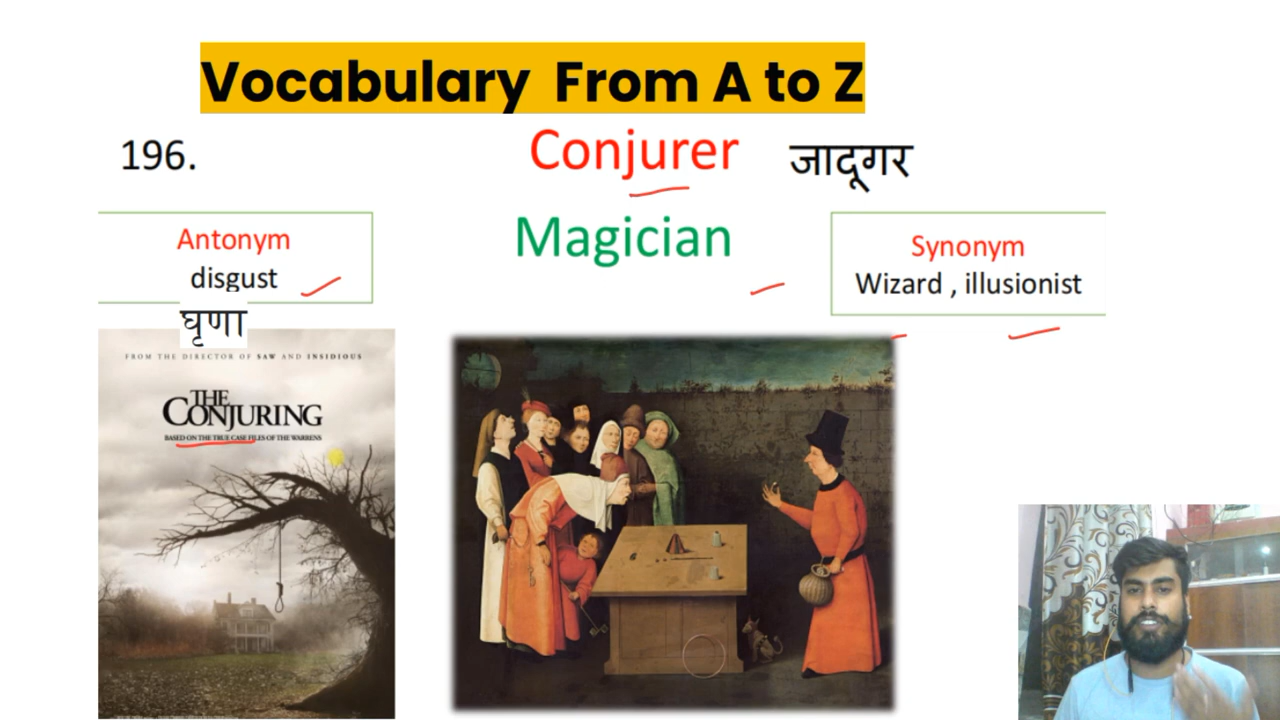 Vocabulary From A to Z
196.
Conjurer जादूगर
Magician
Antonym
disgust
घृणा
Synonym
Wizard , illusionist
FROM THE DIRECTOR OF SAW AND INSIDIOUS
THE
CONJURING
BASED ON THE TRUE CASE FILES OF THE WARRENS